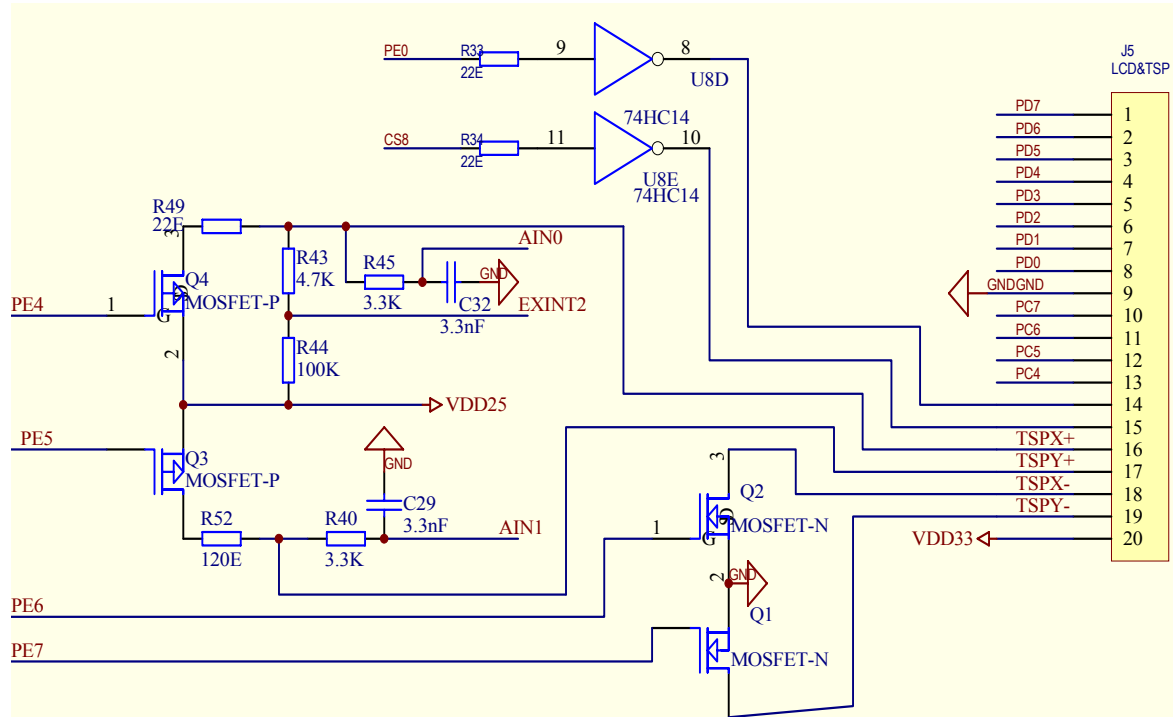 PE0
R33
22E
9
8
U8D
74HC14
CS8
R34
22E
11
10
U8E
74HC14
J5
LCD&TSP
PD7
1
PD6
2
PD5
3
PD4
4
PD3
5
PD2
6
PD1
7
PD0
8
GNDGND
9
PC7
10
PC6
11
PC5
12
PC4
13
14
15
TSPX+
16
TSPY+
17
TSPX-
18
TSPY-
19
VDD33
20
R49
22E
3
Q4
MOSFET-P
PE4
1
G
2
R43
4.7K
R45
3.3K
AIN0
GND
C32
3.3nF
EXINT2
R44
100K
VDD25
PE5
Q3
MOSFET-P
GND
C29
3.3nF
R52
120E
R40
3.3K
AIN1
3
Q2
MOSFET-N
1
G
2
GND
PE6
Q1
MOSFET-N
PE7